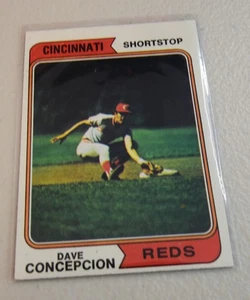 CINCINNATI
SHORTSTOP
DAVE
CONCEPCION
REDS